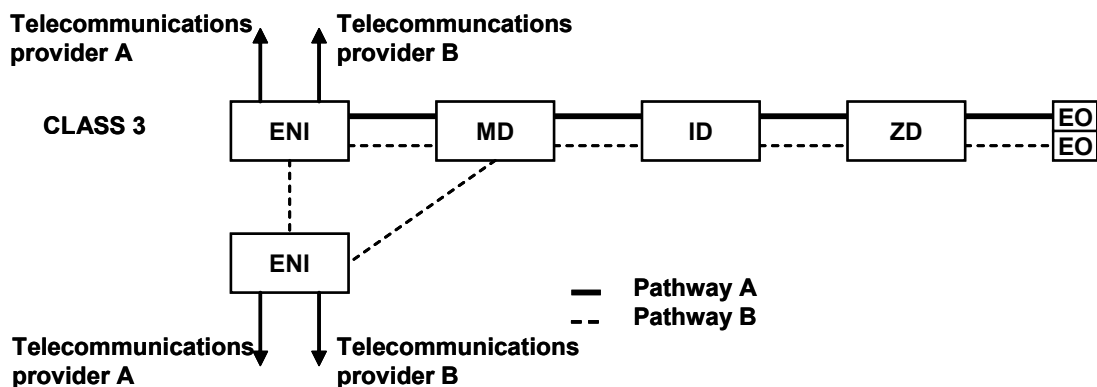 Telecommunications
provider A
Telecommuncations
provider B
CLASS 3
ENI
MD
ID
ZD
EO
EO
ENI
Pathway A
Pathway B
Telecommunications
provider A
Telecommunications
provider B